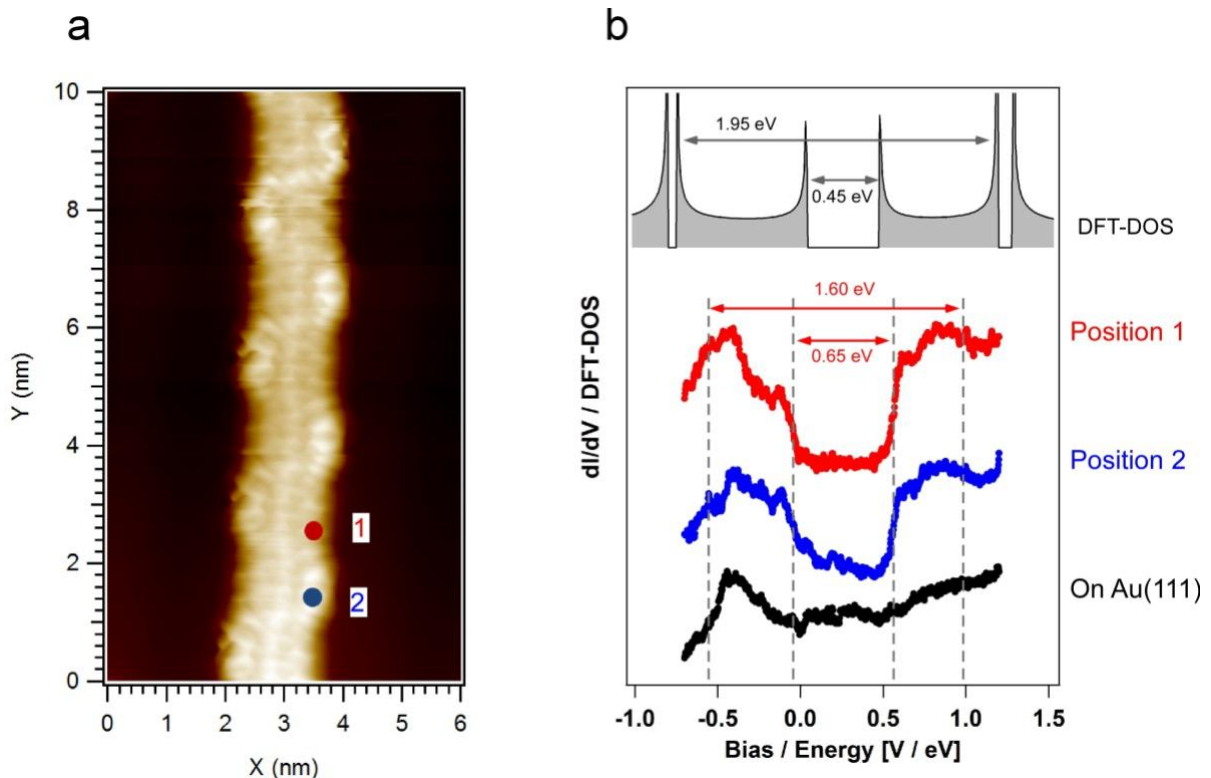 a
b
10
8
6
4
2
0
Y (nm)
0 1 2 3 4 5 6
X (nm)
1
2
1.95 eV
0.45 eV
DFT-DOS
1.60 eV
0.65 eV
Position 1
Position 2
On Au(111)
dI/dV / DFT-DOS
-1.0 -0.5 0.0 0.5 1.0 1.5
Bias / Energy [V / eV]